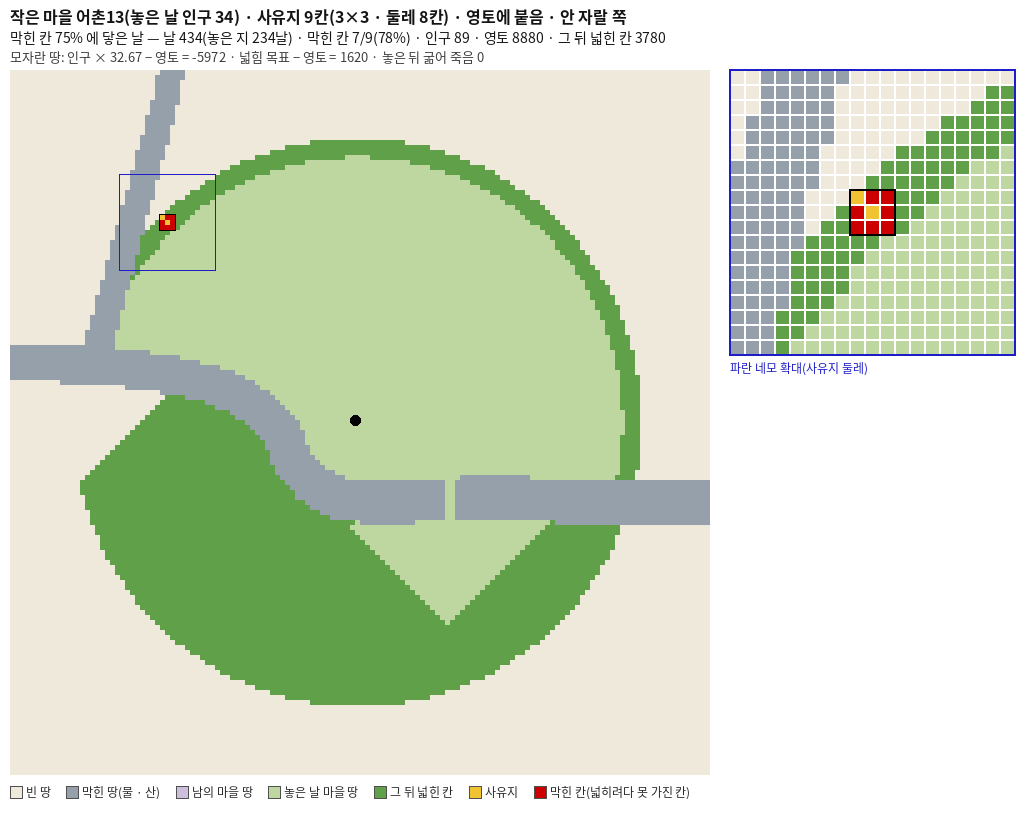 작은 마을 어촌13(놓은 날 인구 34) · 사유지 9칸(3×3 · 둘레 8칸) · 영토에 붙음 · 안 자랄 쪽
막힌 칸 75% 에 닿은 날 — 날 434(놓은 지 234날) · 막힌 칸 7/9(78%) · 인구 89 · 영토 8880 · 그 뒤 넓힌 칸 3780
모자란 땅: 인구 × 32.67 − 영토 = -5972 · 넓힘 목표 − 영토 = 1620 · 놓은 뒤 굶어 죽음 0
파란 네모 확대(사유지 둘레)
빈 땅
막힌 땅(물 · 산)
남의 마을 땅
놓은 날 마을 땅
그 뒤 넓힌 칸
사유지
막힌 칸(넓히려다 못 가진 칸)